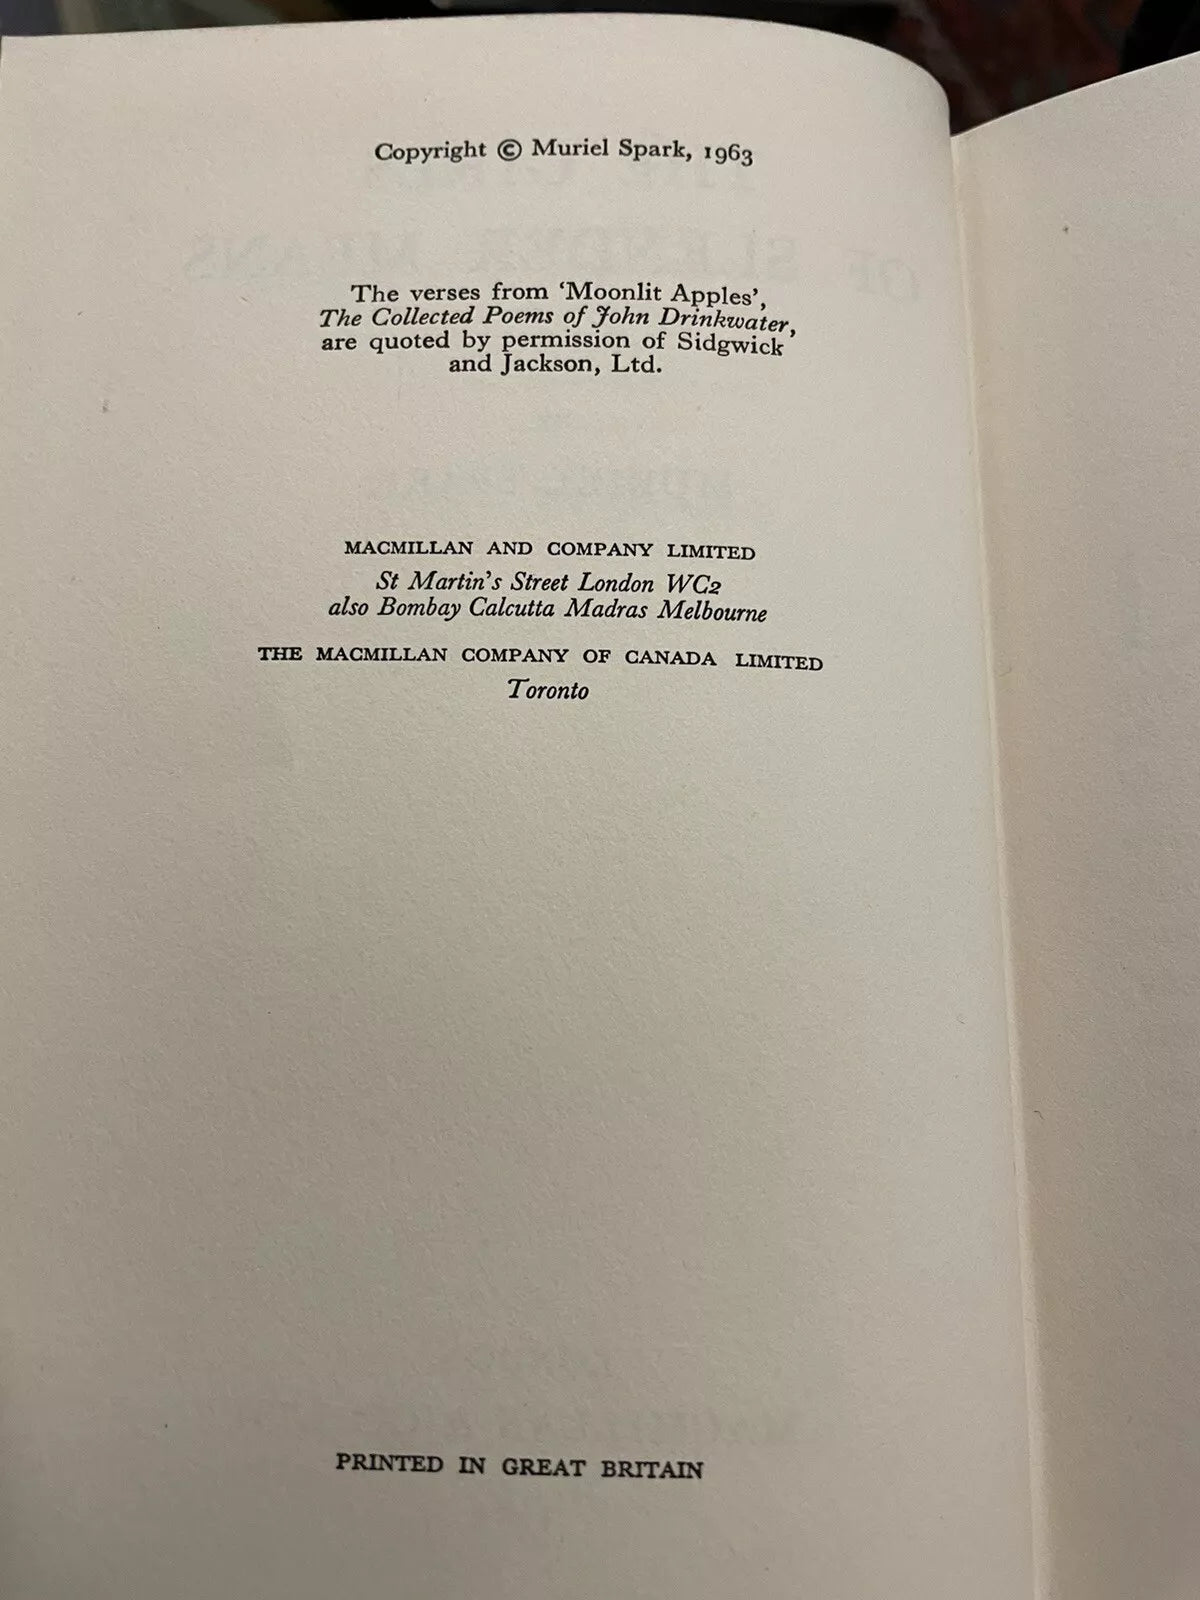 Copyright © Muriel Spark, 1963
The verses from ‘Moonlit Apples’,
The Collected Poems of John Drinkwater,
are quoted by permission of Sidgwick
and Jackson, Ltd.
MACMILLAN AND COMPANY LIMITED
St Martin's Street London WC2
also Bombay Calcutta Madras Melbourne
THE MACMILLAN COMPANY OF CANADA LIMITED
Toronto
PRINTED IN GREAT BRITAIN